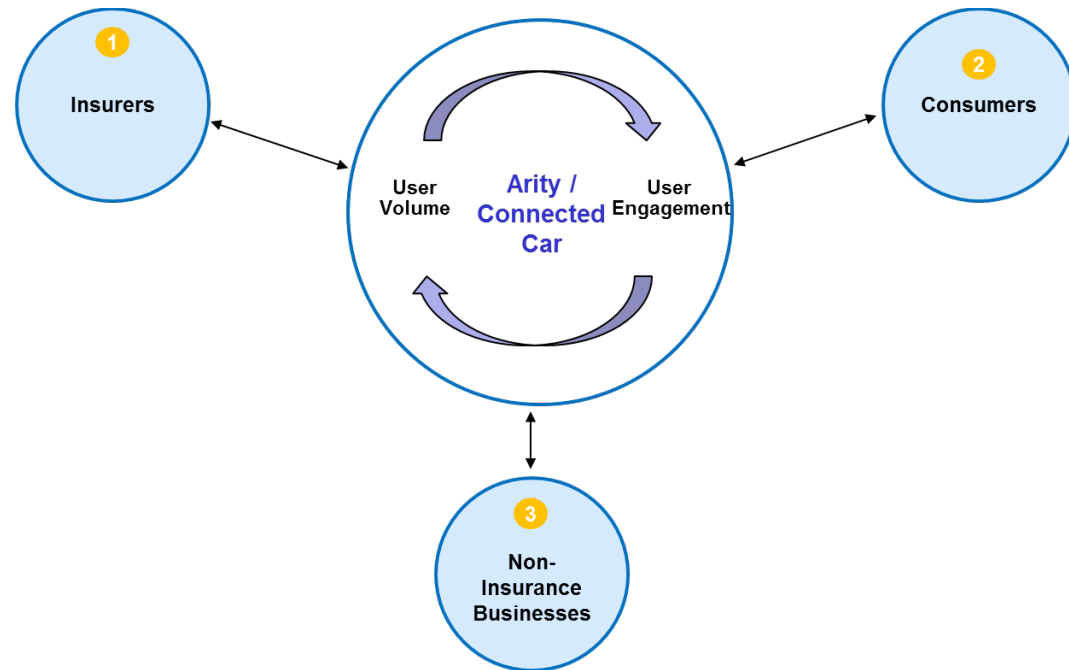 1
Insurers
2
Consumers
User
Volume
Arity /
Connected
Car
User
Engagement
3
Non-
Insurance
Businesses